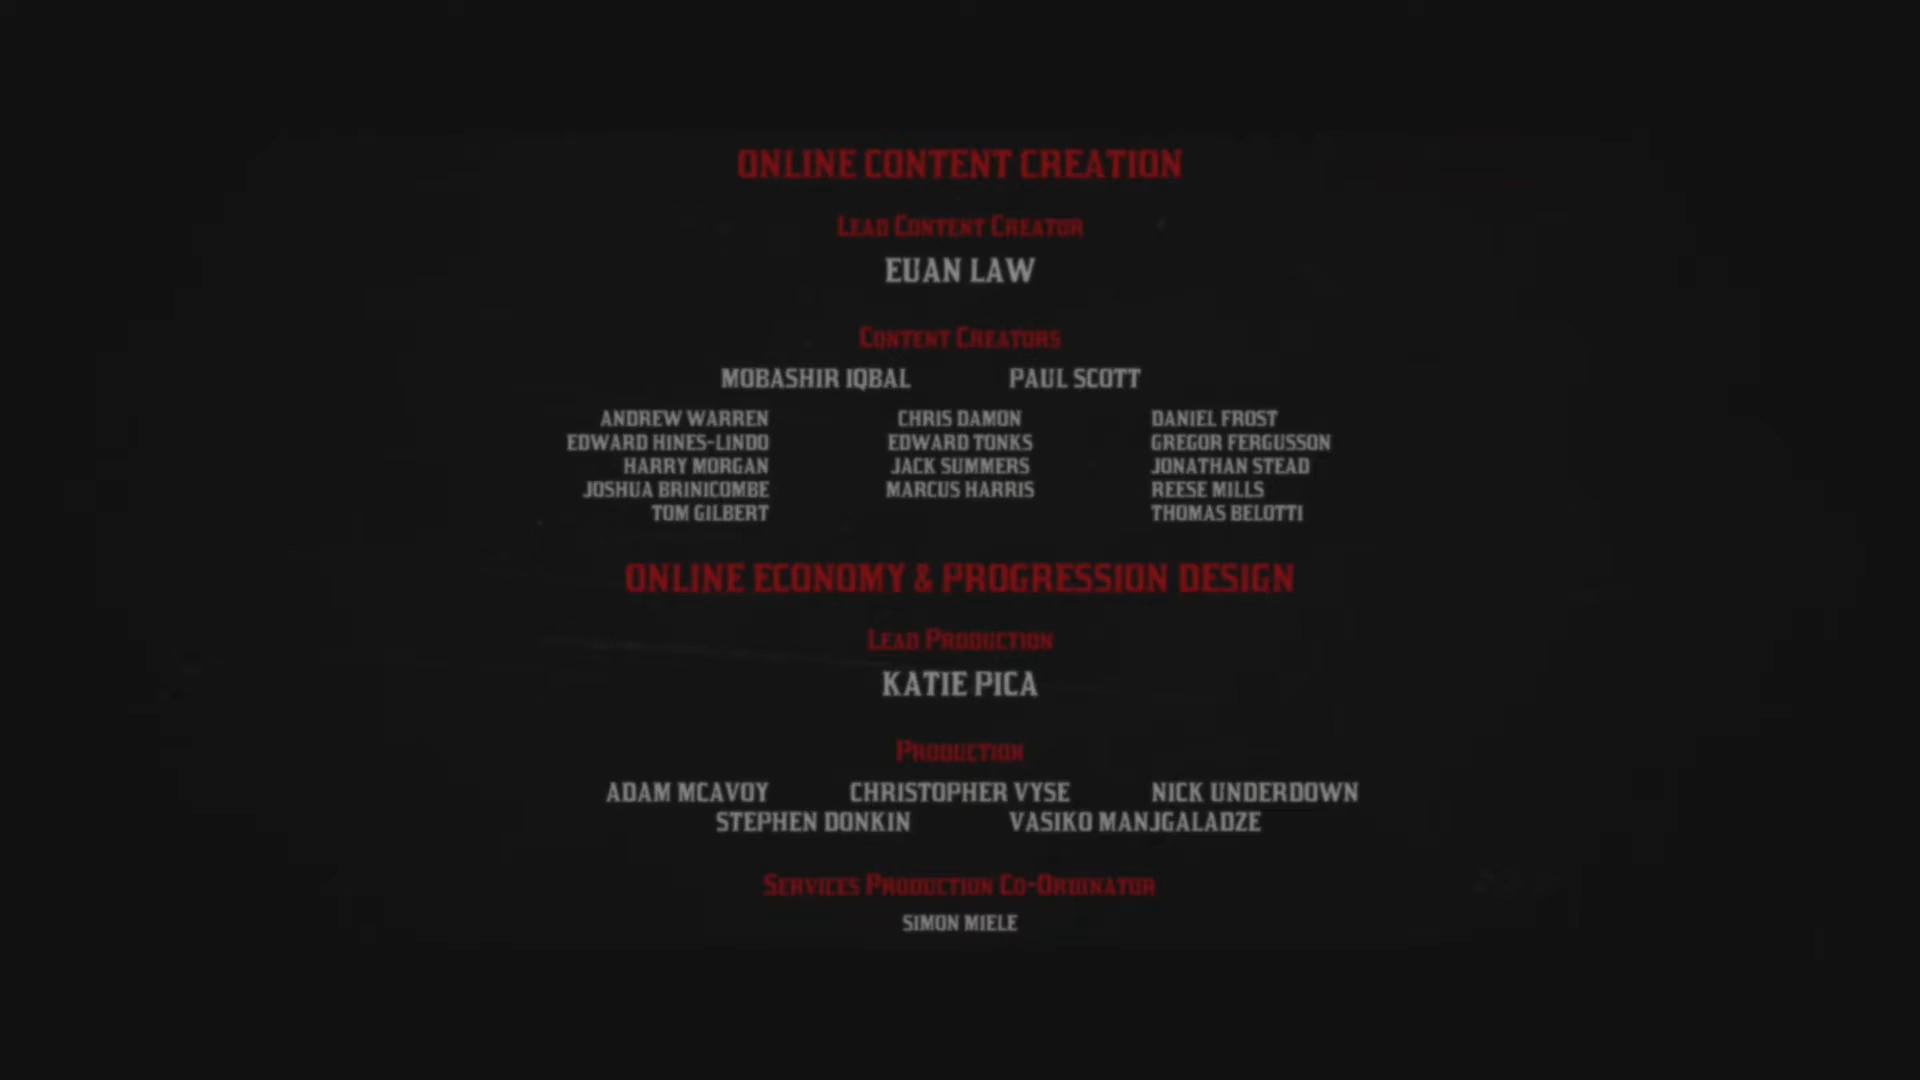 ONLINE CONTENT CREATION
LEAD CONTENT CREATOR
EUAN LAW
CONTENT CREATORS
MOBASHIR IQBAL PAUL SCOTT
ANDREW WARREN CHRIS DAMON DANIEL FROST
EDWARD HINES-LINDO EDWARD TONKS GREGOR FERGUSSON
HARRY MORGAN JACK SUMMERS JONATHAN STEAD
JOSHUA BRINICOMBE MARCUS HARRIS REESE MILLS
TOM GILBERT THOMAS BELOTTI
ONLINE ECONOMY & PROGRESSION DESIGN
LEAD PRODUCTION
KATIE PICA
PRODUCTION
ADAM MCAVOY CHRISTOPHER VYSE NICK UNDERDOWN
STEPHEN DONKIN VASIKO MANJGALADZE
SERVICES PRODUCTION CO-ORDINATOR
SIMON MIELE